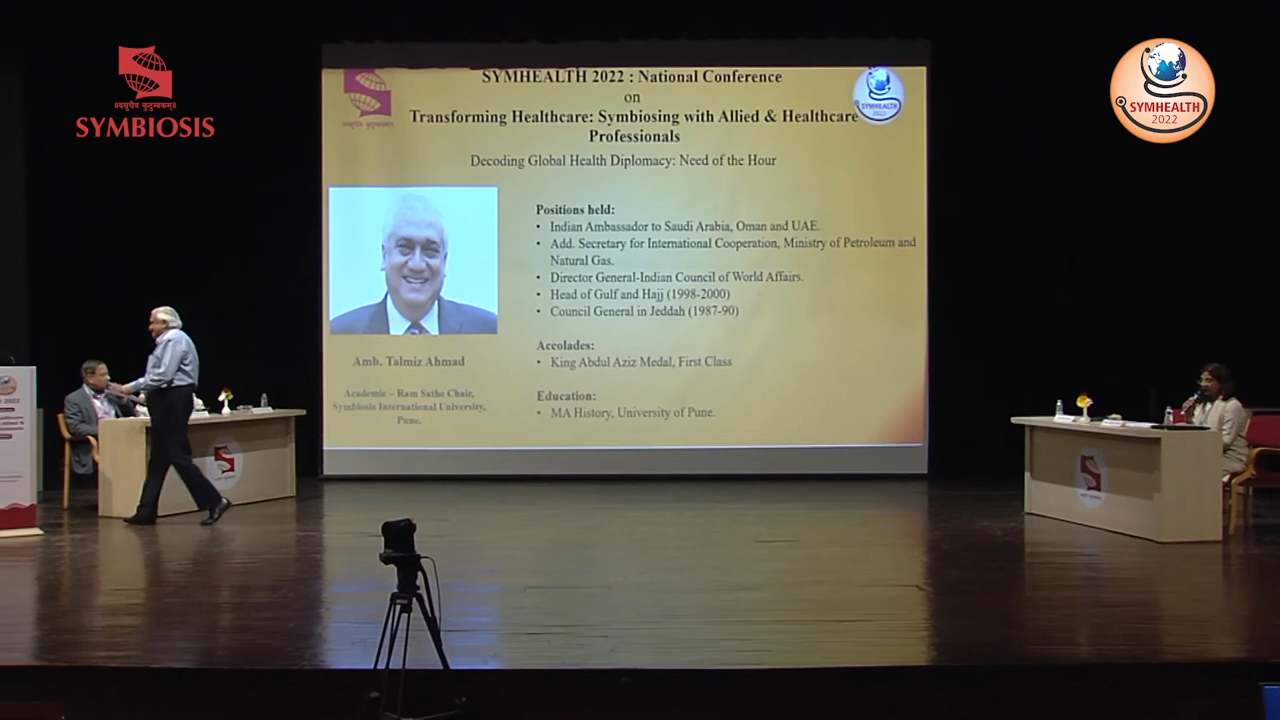 ॥वसुधैव कुटुम्बकम्॥
SYMBIOSIS
SYMHEALTH
2022
SYMHEALTH 2022 : National Conference
on
Transforming Healthcare: Symbiosing with Allied & Healthcare
Professionals
Decoding Global Health Diplomacy: Need of the Hour
SYMHEALTH
2022
Positions held:
• Indian Ambassador to Saudi Arabia, Oman and UAE.
• Add. Secretary for International Cooperation, Ministry of Petroleum and
Natural Gas.
• Director General-Indian Council of World Affairs.
• Head of Gulf and Hajj (1998-2000)
• Council General in Jeddah (1987-90)
Accolades:
• King Abdul Aziz Medal, First Class
Education:
• MA History, University of Pune.
Amb. Talmiz Ahmad
Academic – Ram Sathe Chair,
Symbiosis International University,
Pune.